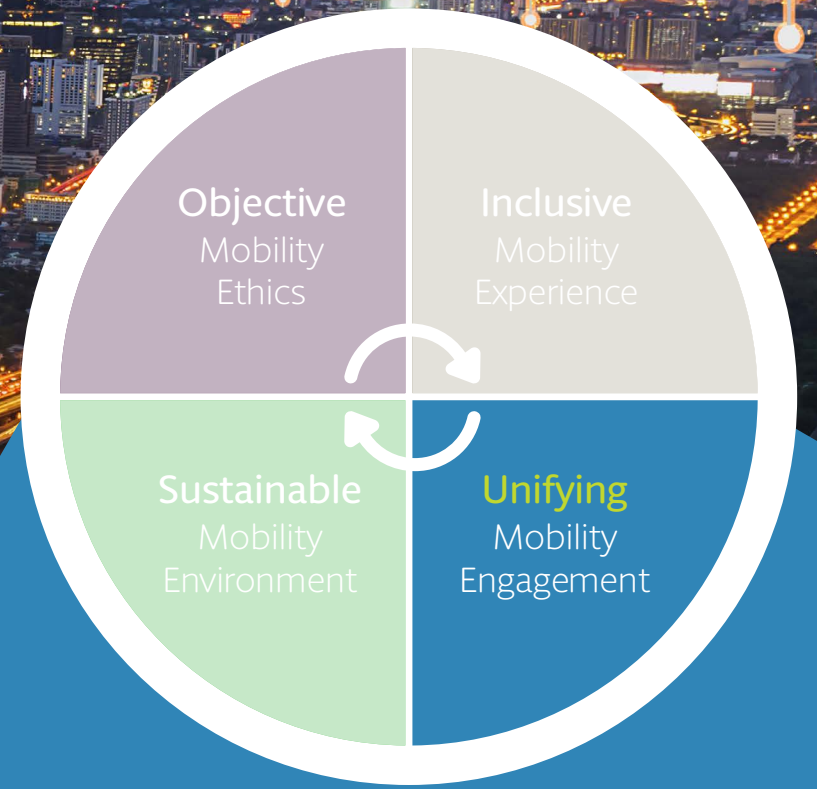 Objective
Mobility
Ethics
Inclusive
Mobility
Experience
Sustainable
Mobility
Environment
Unifying
Mobility
Engagement